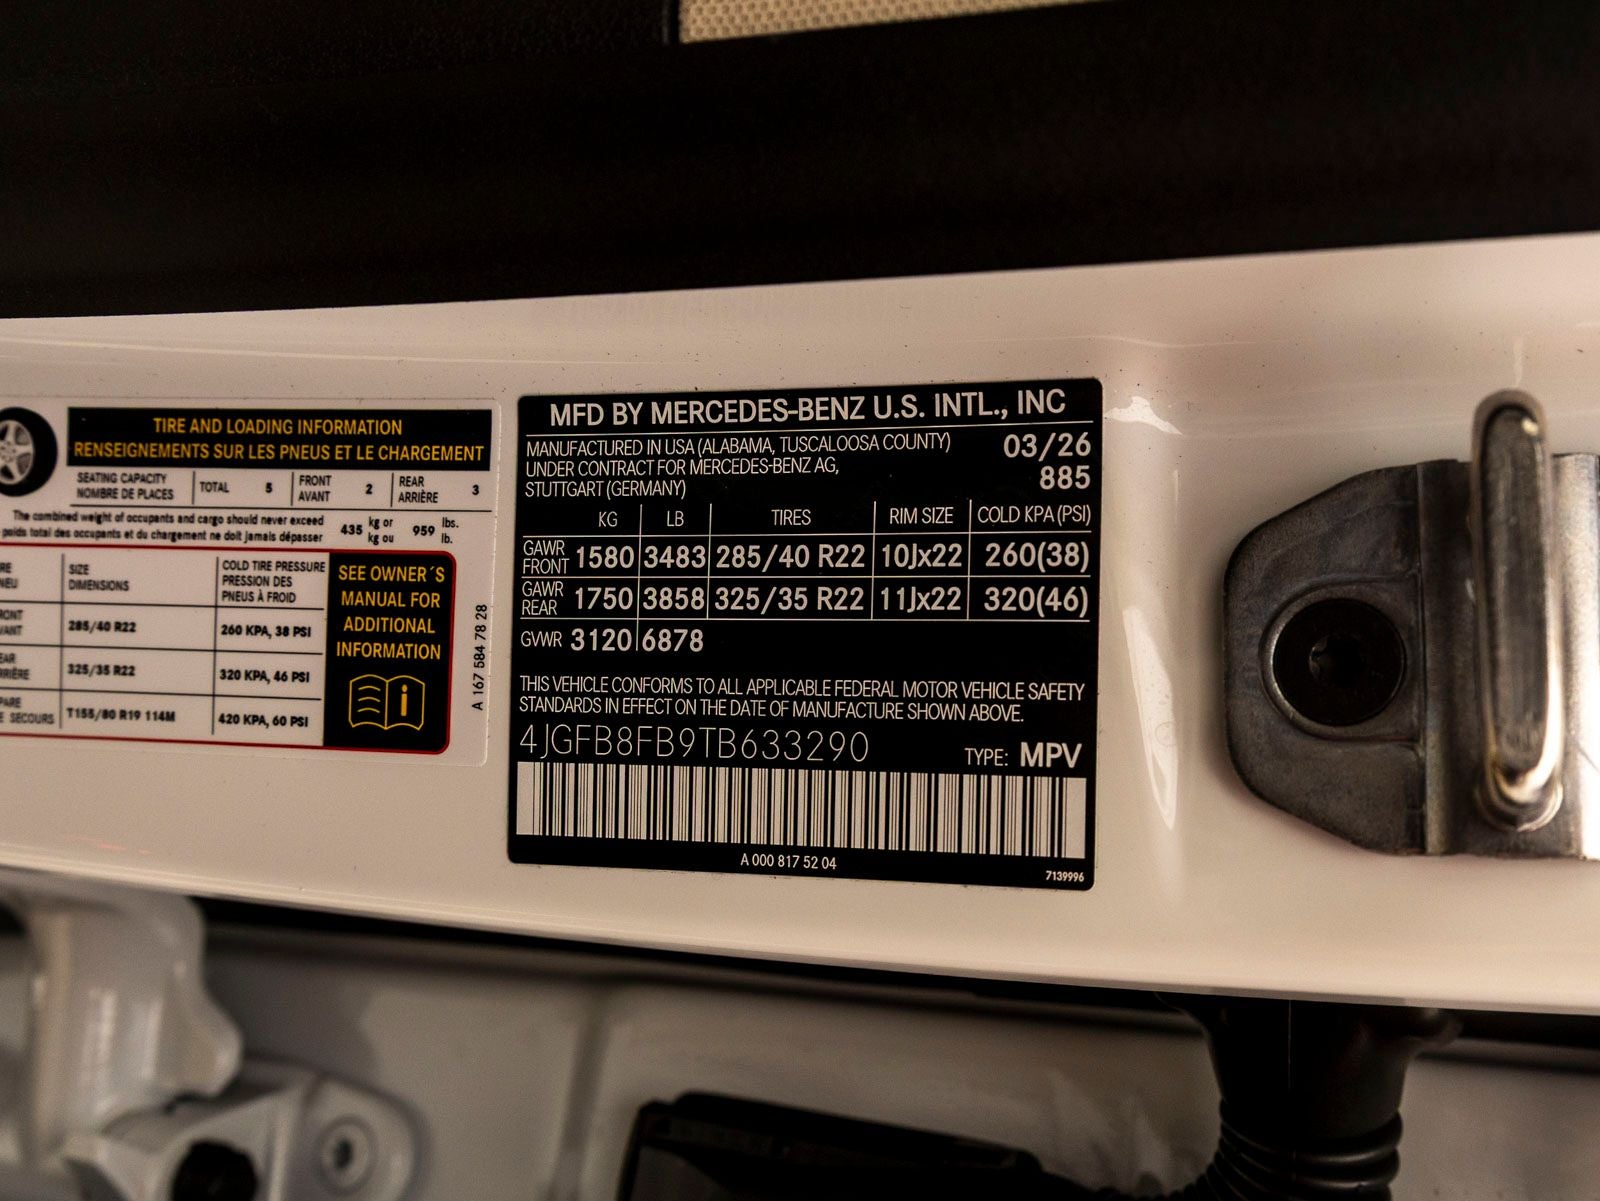 TIRE AND LOADING INFORMATION
RENSEIGNEMENTS SUR LES PNEUS ET LE CHARGEMENT
SEATING CAPACITY
NOMBRE DE PLACES
TOTAL 5
FRONT
AVANT
2
REAR
ARRIÈRE
3
The combined weight of occupants and cargo should never exceed
poids total des occupants et du chargement ne doit jamais dépasser
435 kg or
kg ou
959 lbs.
lb.
SIZE
DIMENSIONS
COLD TIRE PRESSURE
PRESSION DES
PNEUS À FROID
285/40 R22 260 KPA, 38 PSI
325/35 R22 320 KPA, 46 PSI
SECOURS T155/80 R19 114M 420 KPA, 60 PSI
SEE OWNER´S
MANUAL FOR
ADDITIONAL
INFORMATION
i
A 167 584 78 28
MFD BY MERCEDES-BENZ U.S. INTL., INC
MANUFACTURED IN USA (ALABAMA, TUSCALOOSA COUNTY) 03/26
UNDER CONTRACT FOR MERCEDES-BENZ AG,
STUTTGART (GERMANY) 885
KG LB TIRES RIM SIZE COLD KPA (PSI)
GAWR
FRONT
1580 3483 285/40 R22 10Jx22 260(38)
GAWR
REAR
1750 3858 325/35 R22 11Jx22 320(46)
GVWR 3120 6878
THIS VEHICLE CONFORMS TO ALL APPLICABLE FEDERAL MOTOR VEHICLE SAFETY
STANDARDS IN EFFECT ON THE DATE OF MANUFACTURE SHOWN ABOVE.
4JGFB8FB9TB633290 TYPE: MPV
A 000 817 52 04
7139996